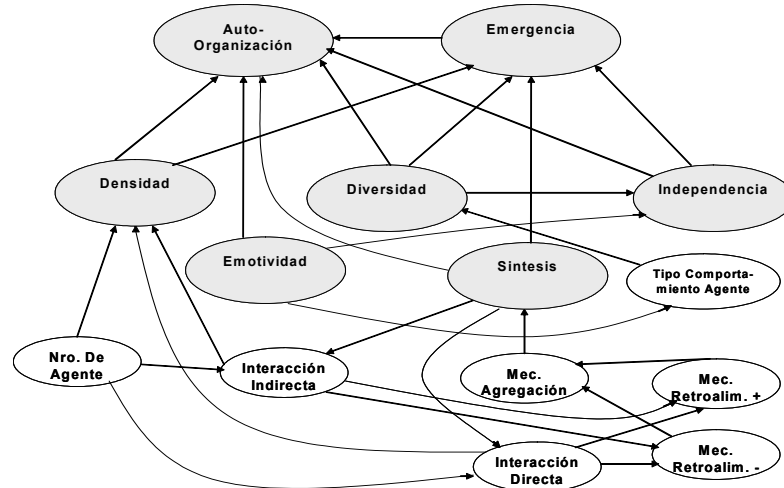 Auto-
Organización
Emergencia
Densidad
Diversidad
Independencia
Emotividad
Sintesis
Tipo Comporta-
miento Agente
Nro. De
Agente
Interacción
Indirecta
Mec.
Agregación
Mec.
Retroalim. +
Interacción
Directa
Mec.
Retroalim. -